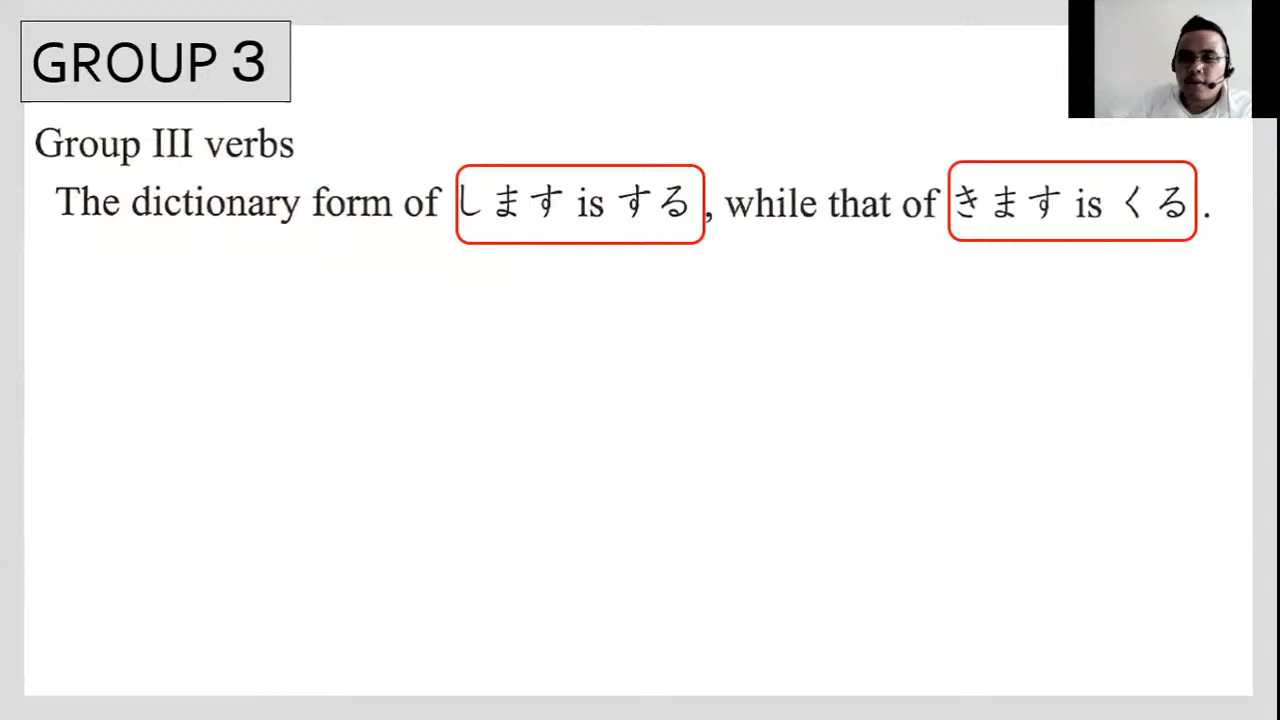 GROUP 3
Group III verbs
The dictionary form of します is する, while that of きます is くる.